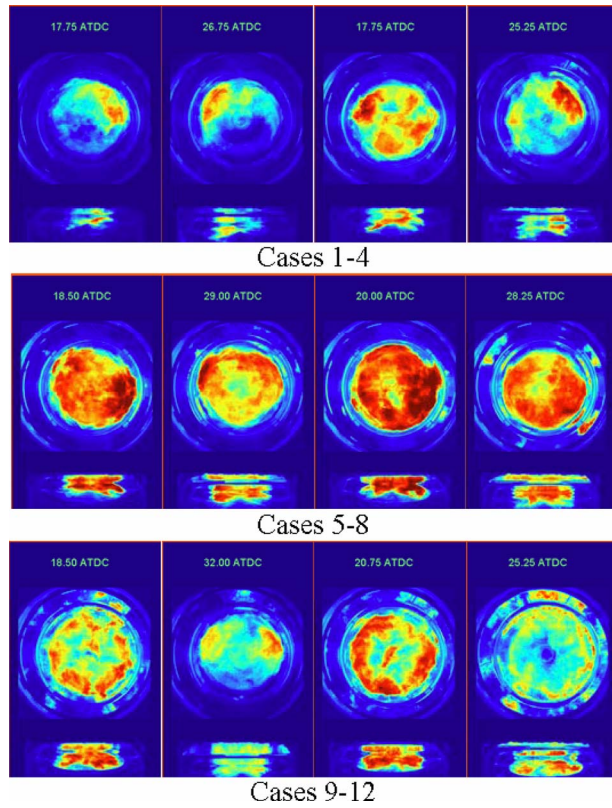 17.75 ATDC 26.75 ATDC 17.75 ATDC 25.25 ATDC
Cases 1-4
18.50 ATDC 29.00 ATDC 20.00 ATDC 28.25 ATDC
Cases 5-8
18.50 ATDC 32.00 ATDC 20.75 ATDC 25.25 ATDC
Cases 9-12